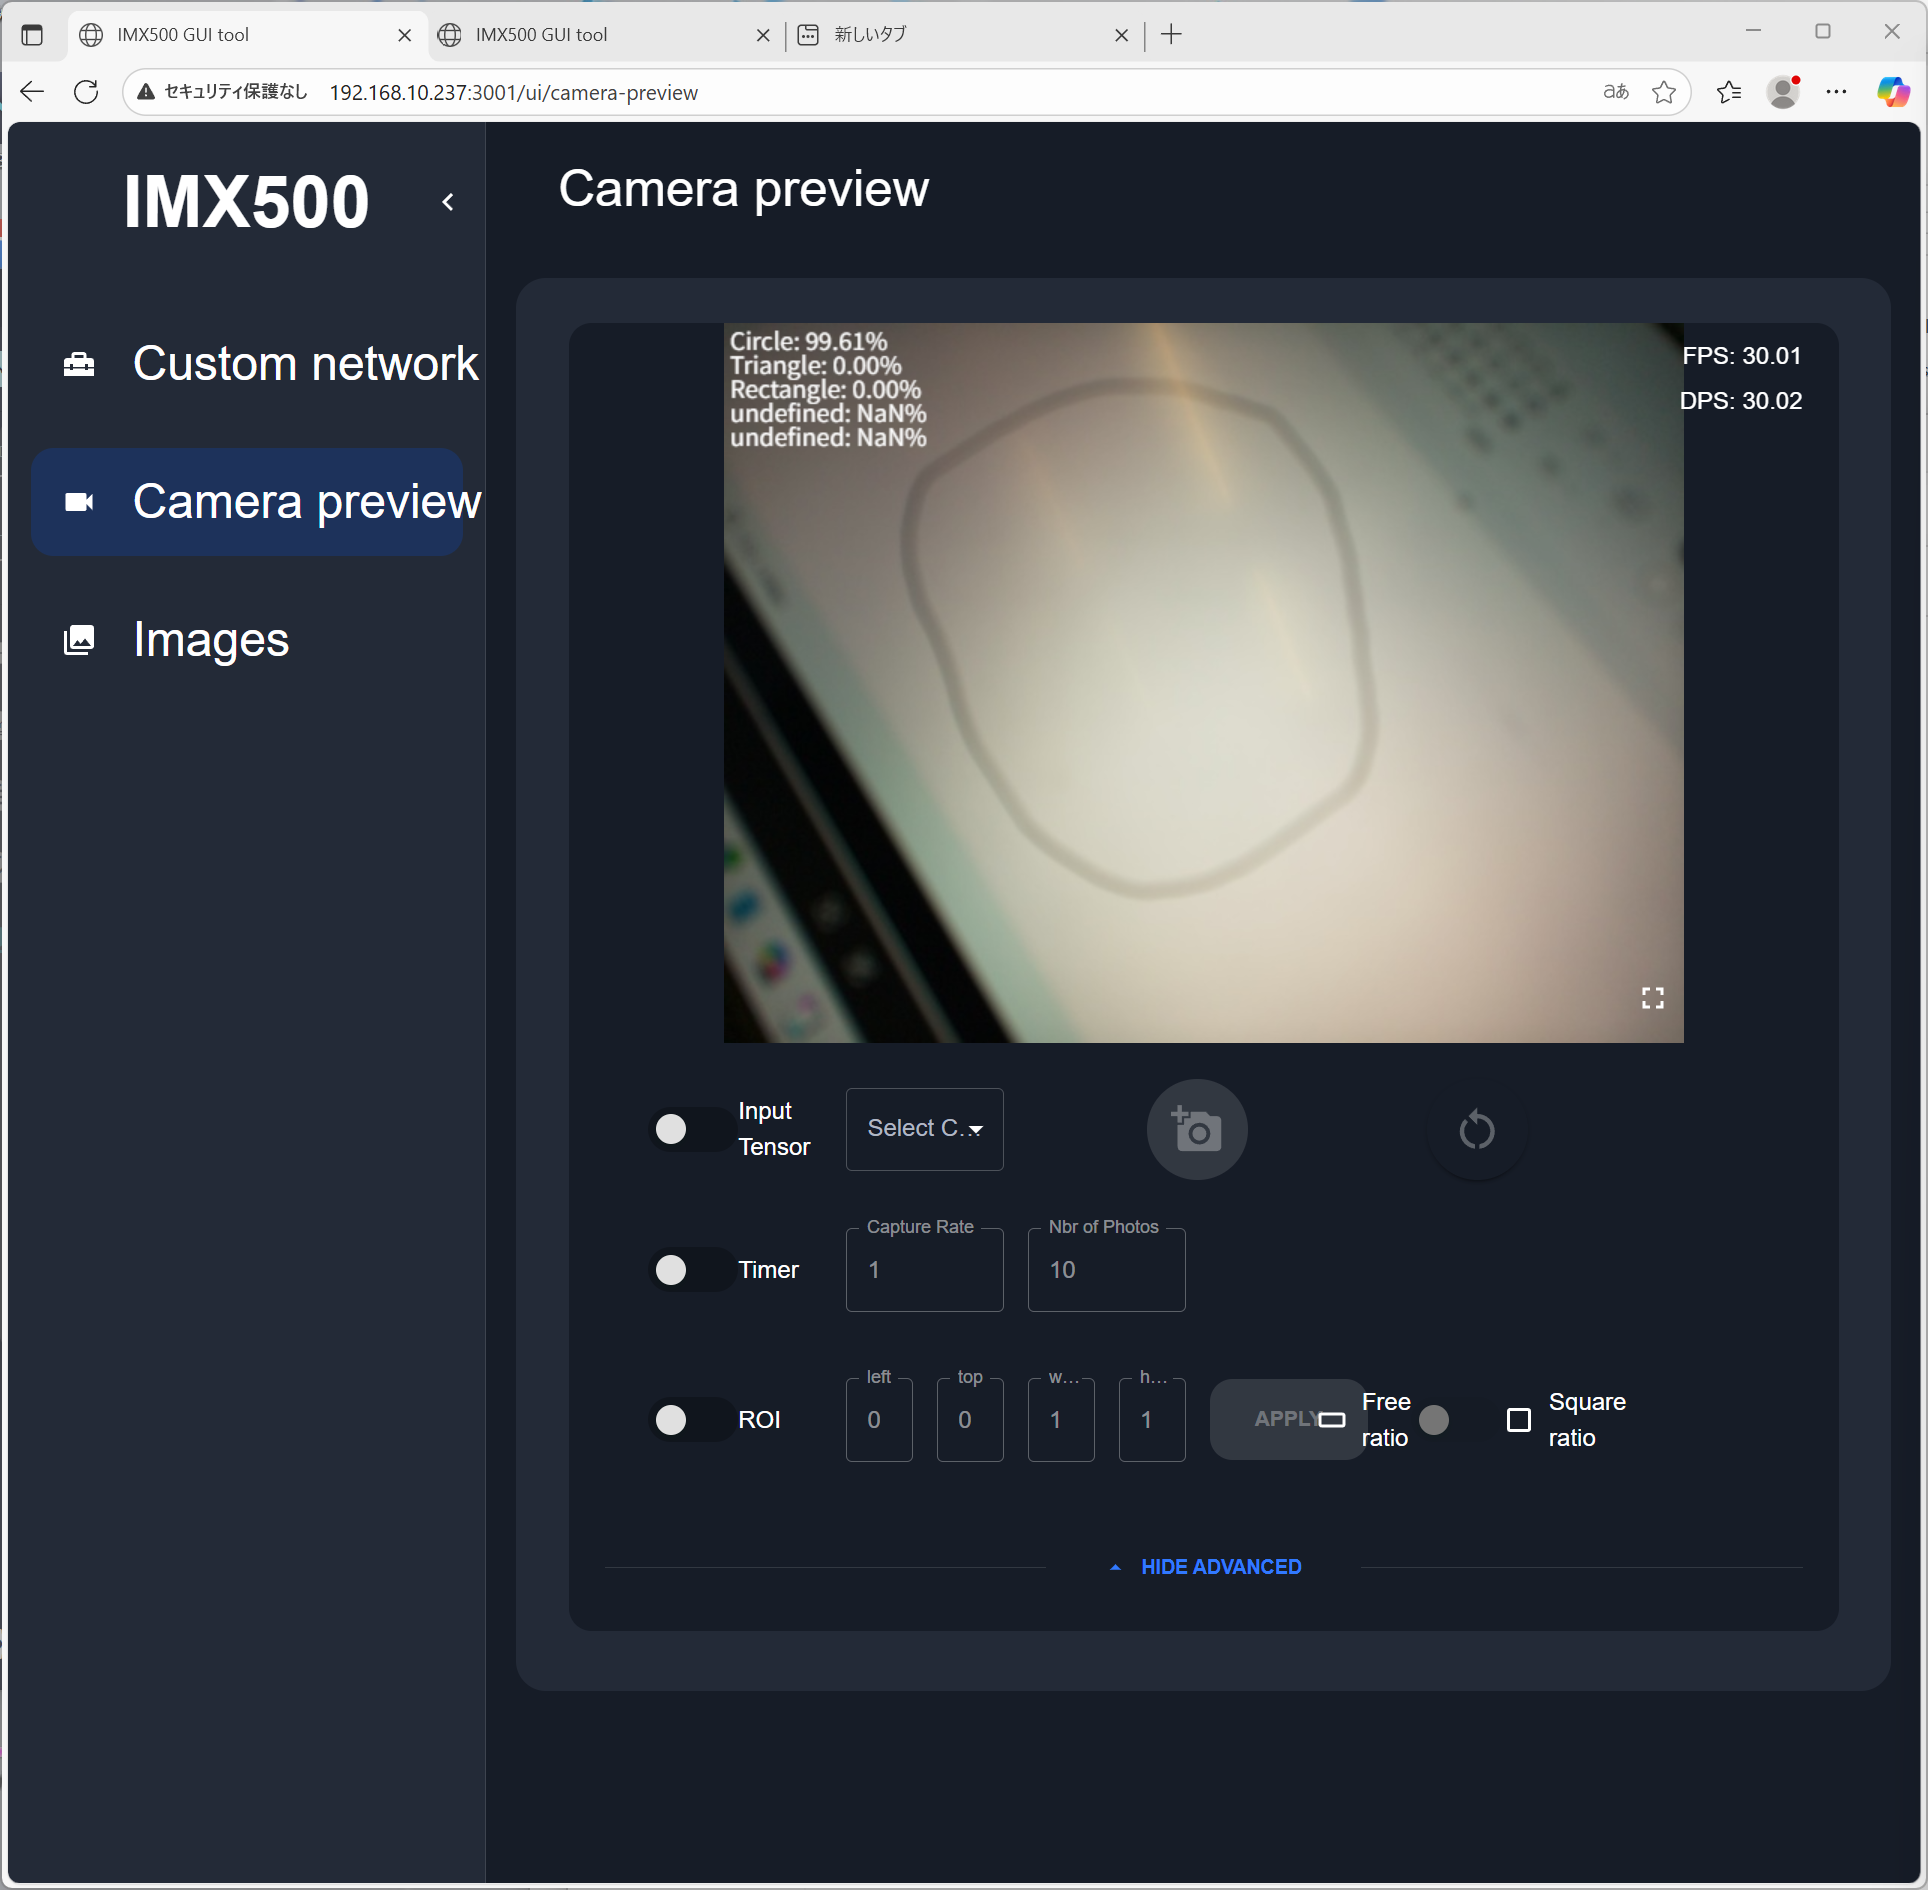 IMX500 GUI tool
IMX500 GUI tool
新しいタブ
セキュリティ保護なし
192.168.10.237:3001/ui/camera-preview
aあ
IMX500
Custom network
Camera preview
Images
Camera preview
Circle: 99.61%
Triangle: 0.00%
Rectangle: 0.00%
undefined: NaN%
undefined: NaN%
FPS: 30.01
DPS: 30.02
Input
Tensor
Select C...
Timer
Capture Rate
1
Nbr of Photos
10
ROI
left
0
top
0
w...
1
h...
1
APPLY
Free
ratio
Square
ratio
HIDE ADVANCED